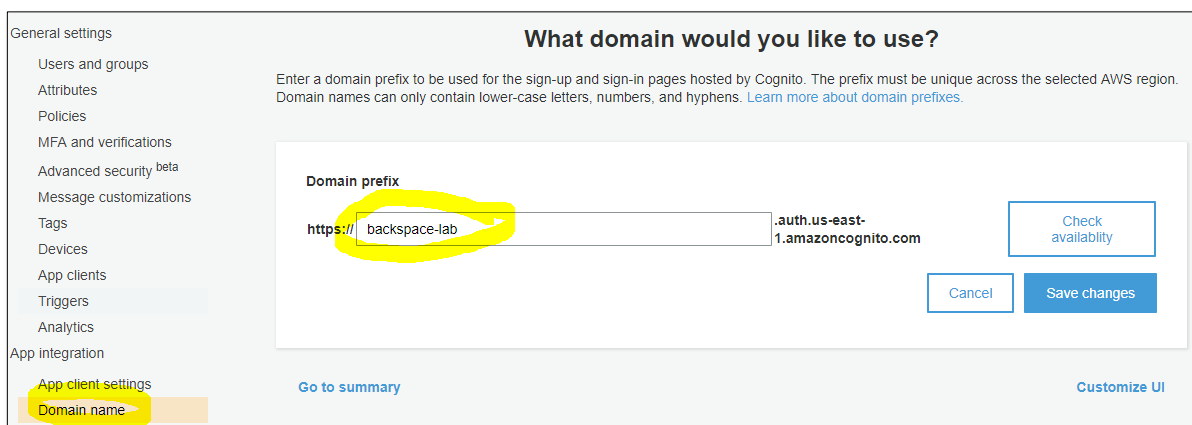 General settings
Users and groups
Attributes
Policies
MFA and verifications
Advanced security beta
Message customizations
Tags
Devices
App clients
Triggers
Analytics
App integration
App client settings
Domain name
What domain would you like to use?
Enter a domain prefix to be used for the sign-up and sign-in pages hosted by Cognito. The prefix must be unique across the selected AWS region.
Domain names can only contain lower-case letters, numbers, and hyphens. Learn more about domain prefixes.
Domain prefix
https:// backspace-lab .auth.us-east-
1.amazoncognito.com
Check
availablity
Cancel Save changes
Go to summary Customize UI